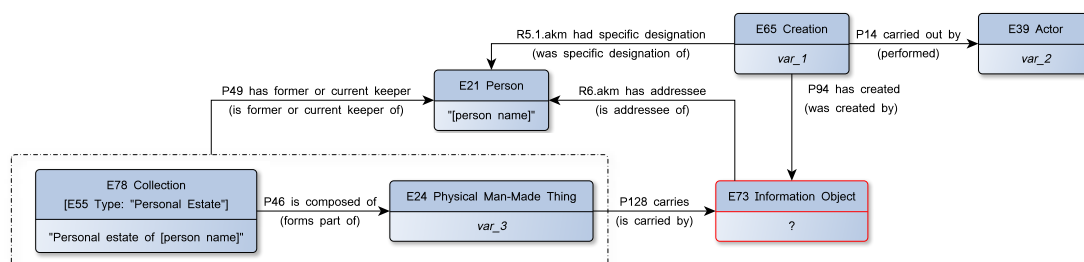 R5.1.akm had specific designation
(was specific designation of)
E65 Creation
var_1
P14 carried out by
(performed)
E39 Actor
var_2
P49 has former or current keeper
(is former or current keeper of)
E21 Person
"[person name]"
R6.akm has addressee
(is addressee of)
P94 has created
(was created by)
E78 Collection
[E55 Type: "Personal Estate"]
"Personal estate of [person name]"
P46 is composed of
(forms part of)
E24 Physical Man-Made Thing
var_3
P128 carries
(is carried by)
E73 Information Object
?